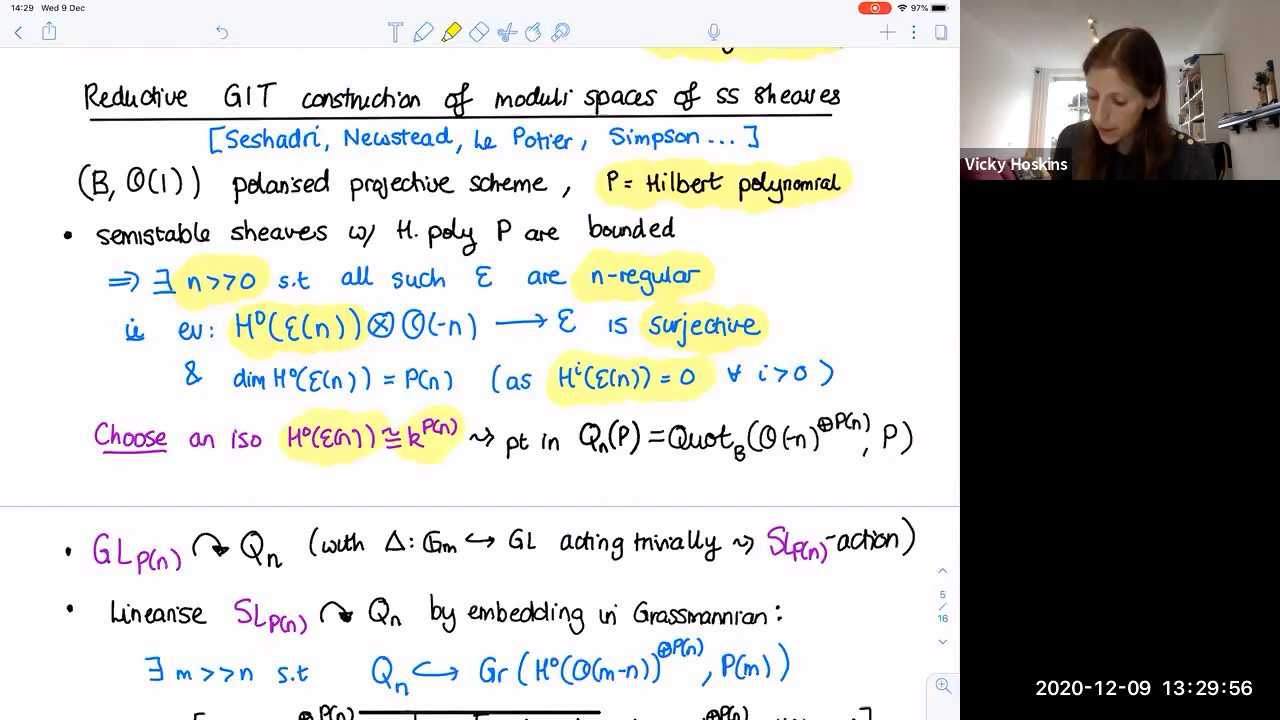 14:29 Wed 9 Dec
97%
Reductive GIT construction of moduli spaces of ss sheaves
[Seshadri, Newstead, Le Potier, Simpson...]
(B, O(1)) polarised projective scheme, P = Hilbert polynomial
• semistable sheaves w/ H. poly P are bounded
⇒ ∃ n>>0 s.t all such ℰ are n-regular
ie ev: H⁰(ℰ(n)) ⊗ O(-n) ⟶ ℰ is surjective
& dim H⁰(ℰ(n)) = P(n) (as Hⁱ(ℰ(n)) = 0 ∀ i>0)
Choose an iso H⁰(ℰ(n)) ≅ k^P(n) ⇝ pt in Q_n(P) = Quot_B(O(-n)^⊕P(n), P)
• GL_P(n) ↷ Q_n (with Δ: 𝔾m ↪ GL acting trivially ⇝ SL_P(n)-action)
• Linearise SL_P(n) ↷ Q_n by embedding in Grassmannian:
∃ m>>n s.t Q_n ↪ Gr(H⁰(O(m-n))^⊕P(n), P(m))
5
/
16
Vicky Hoskins
2020-12-09 13:29:56